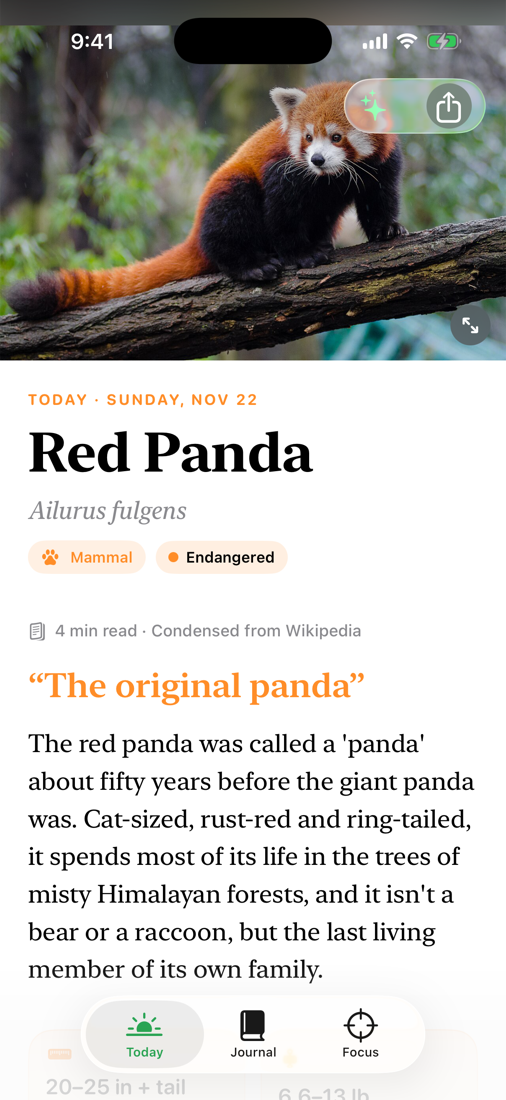 9:41
TODAY · SUNDAY, NOV 22
Red Panda
Ailurus fulgens
Mammal
Endangered
4 min read · Condensed from Wikipedia
“The original panda”
The red panda was called a 'panda'
about fifty years before the giant panda
was. Cat-sized, rust-red and ring-tailed,
it spends most of its life in the trees of
misty Himalayan forests, and it isn't a
bear or a raccoon, but the last living
member of its own family.
Today
Journal
Focus
20–25 in + tail
6.6–13 lb